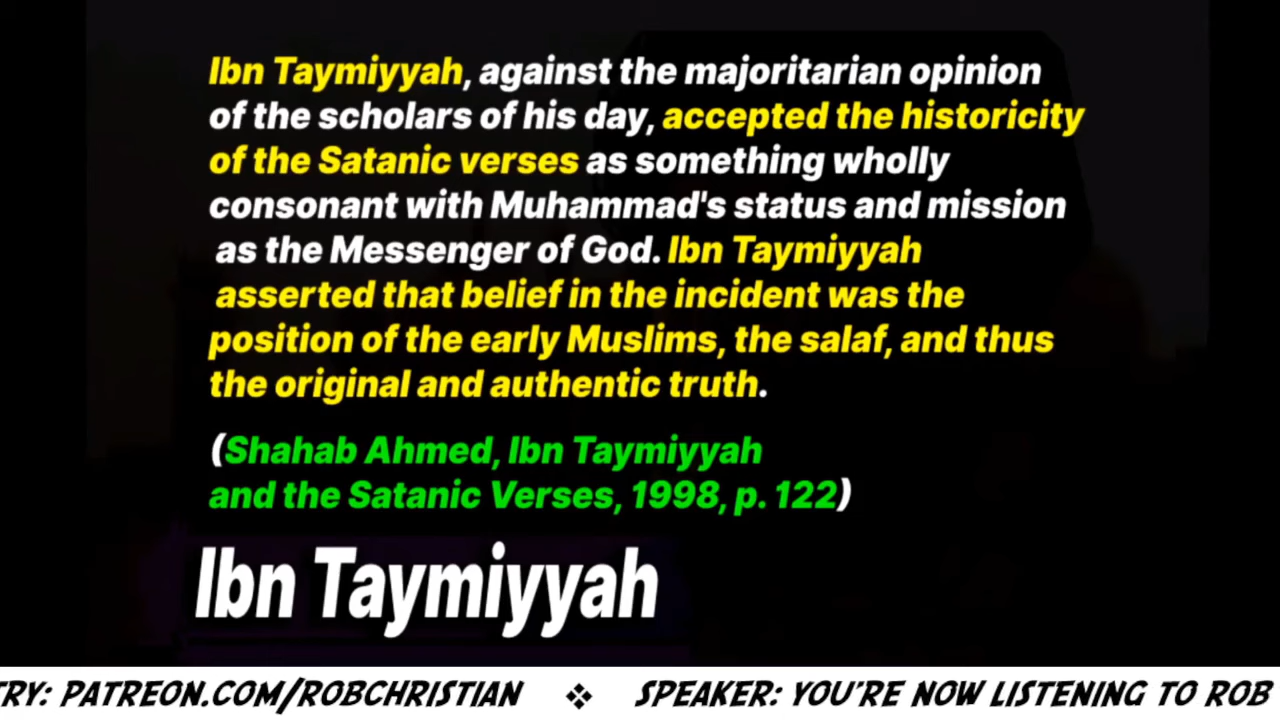 Ibn Taymiyyah, against the majoritarian opinion
of the scholars of his day, accepted the historicity
of the Satanic verses as something wholly
consonant with Muhammad's status and mission
as the Messenger of God. Ibn Taymiyyah
asserted that belief in the incident was the
position of the early Muslims, the salaf, and thus
the original and authentic truth.
(Shahab Ahmed, Ibn Taymiyyah
and the Satanic Verses, 1998, p. 122)
Ibn Taymiyyah
TRY: PATREON.COM/ROBCHRISTIAN ❖ SPEAKER: YOU'RE NOW LISTENING TO ROB